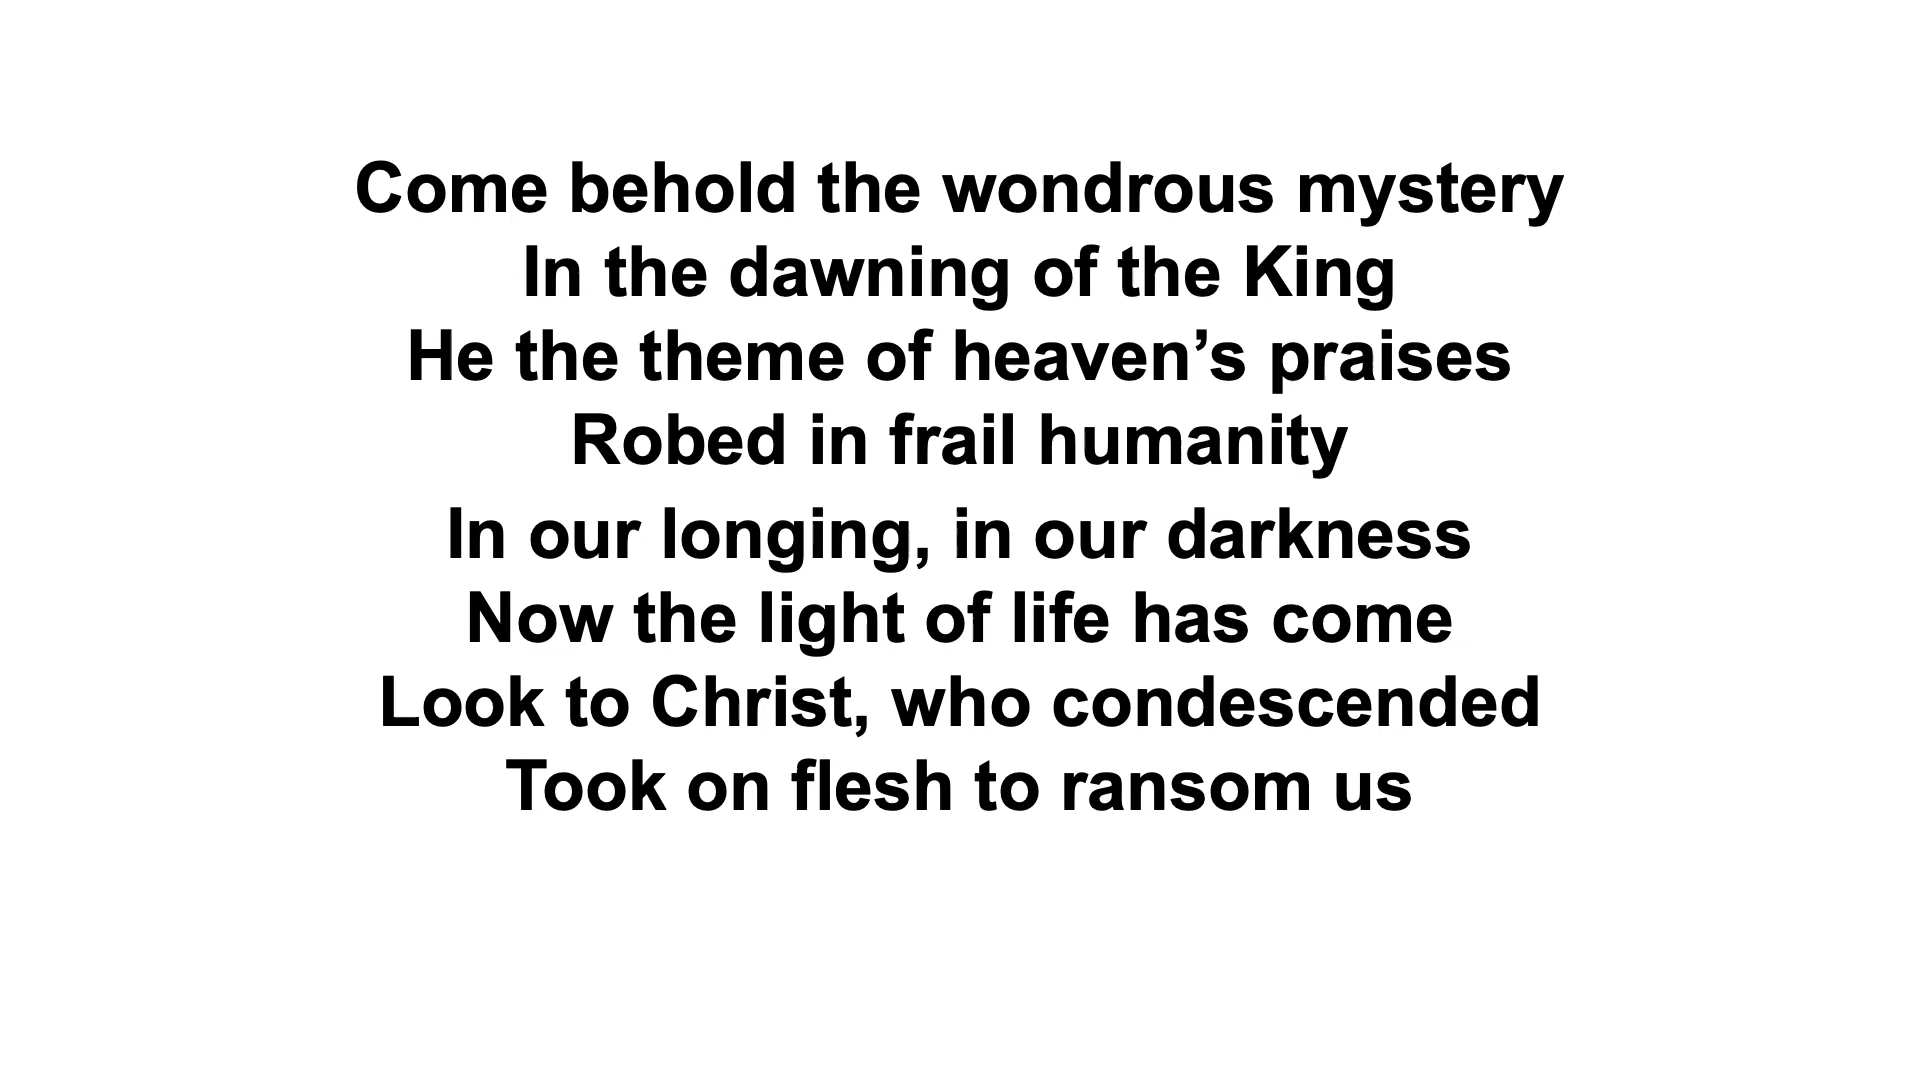 Come behold the wondrous mystery
In the dawning of the King
He the theme of heaven’s praises
Robed in frail humanity
In our longing, in our darkness
Now the light of life has come
Look to Christ, who condescended
Took on flesh to ransom us